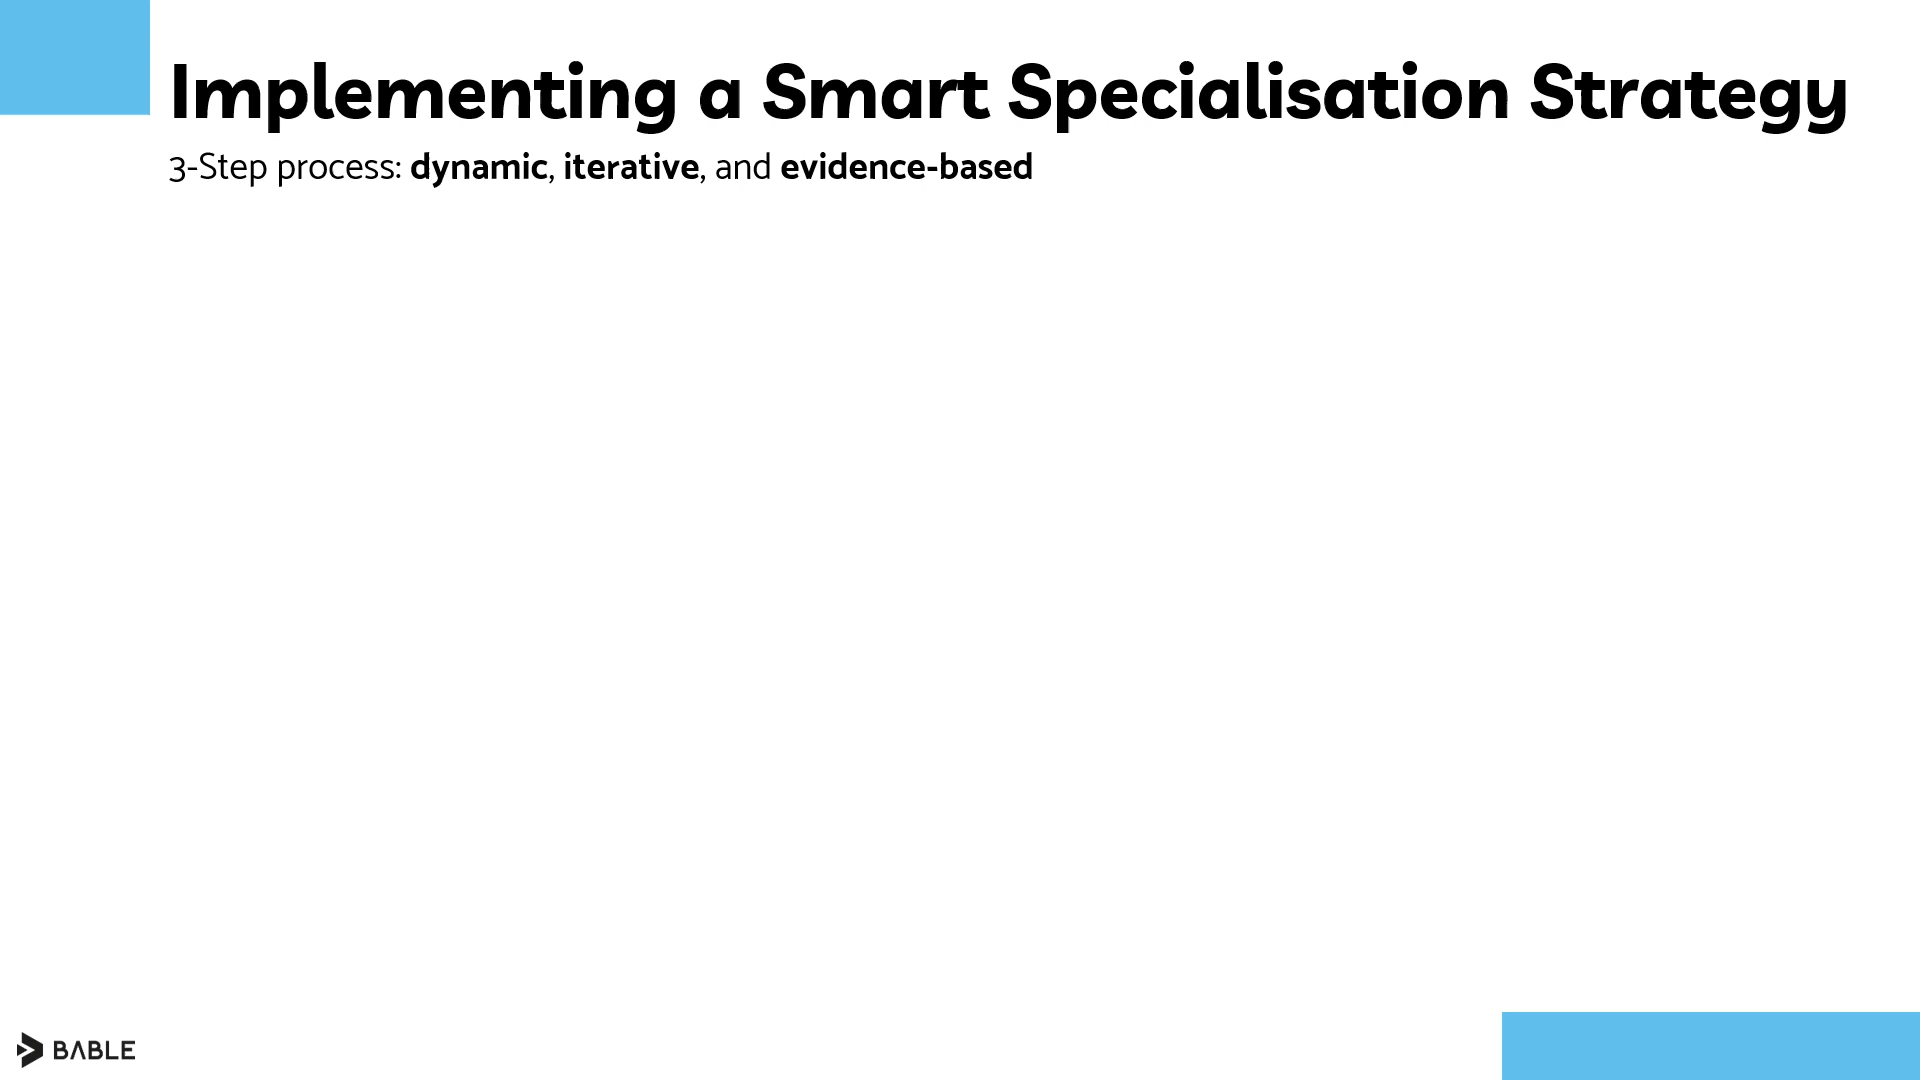 Implementing a Smart Specialisation Strategy
3-Step process: dynamic, iterative, and evidence-based
BABLE